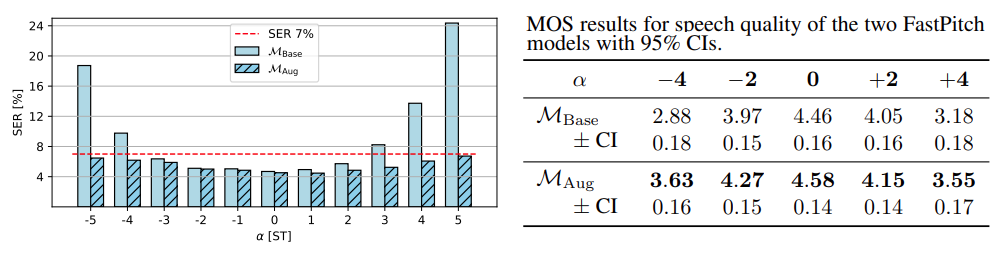 24
20
16
12
8
4
SER [%]
SER 7%
M_Base
M_Aug
-5 -4 -3 -2 -1 0 1 2 3 4 5
α [ST]
MOS results for speech quality of the two FastPitch
models with 95% CIs.
α −4 −2 0 +2 +4
M_Base 2.88 3.97 4.46 4.05 3.18
± CI 0.18 0.15 0.16 0.16 0.18
M_Aug 3.63 4.27 4.58 4.15 3.55
± CI 0.16 0.15 0.14 0.14 0.17